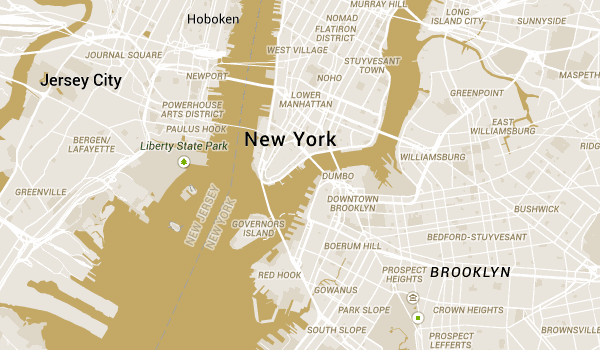 MURRAY HILL
Hoboken
NOMAD
FLATIRON
DISTRICT
LONG
ISLAND CITY
SUNNYSIDE
JOURNAL SQUARE
WEST VILLAGE
STUYVESANT
TOWN
Jersey City
NEWPORT
NOHO
MASPETH
LOWER
MANHATTAN
GREENPOINT
POWERHOUSE
ARTS DISTRICT
PAULUS HOOK
EAST
WILLIAMSBURG
BERGEN/
LAFAYETTE
Liberty State Park
New York
RIDG
WILLIAMSBURG
DUMBO
GREENVILLE
DOWNTOWN
BROOKLYN
BUSHWICK
NEW JERSEY
NEW YORK
GOVERNORS
ISLAND
BOERUM HILL
BEDFORD-STUYVESANT
RED HOOK
PROSPECT
HEIGHTS
BROOKLYN
GOWANUS
PARK SLOPE
CROWN HEIGHTS
SOUTH SLOPE
BROWNSVILLE
PROSPECT
LEFFERTS